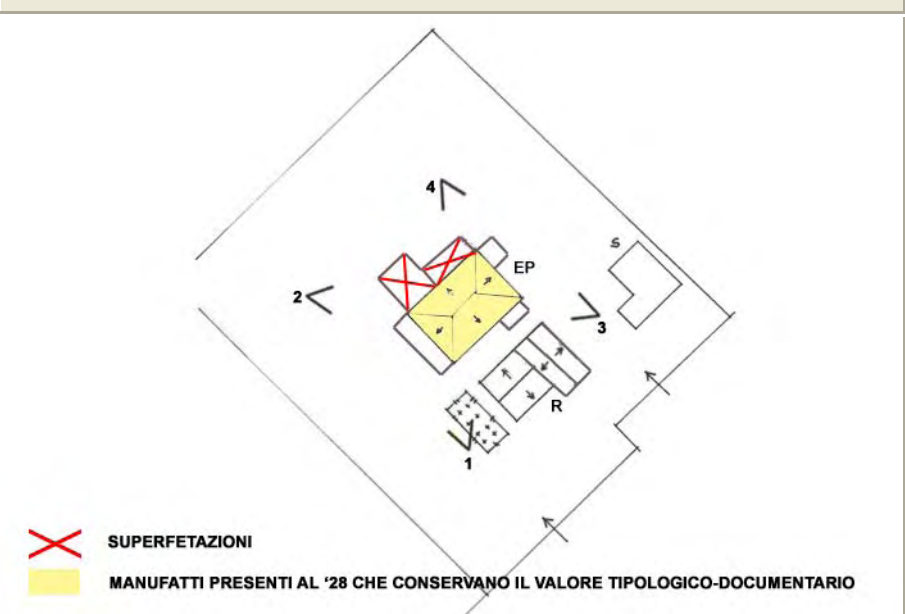 4
S
EP
2
3
R
1
SUPERFETAZIONI
MANUFATTI PRESENTI AL '28 CHE CONSERVANO IL VALORE TIPOLOGICO-DOCUMENTARIO